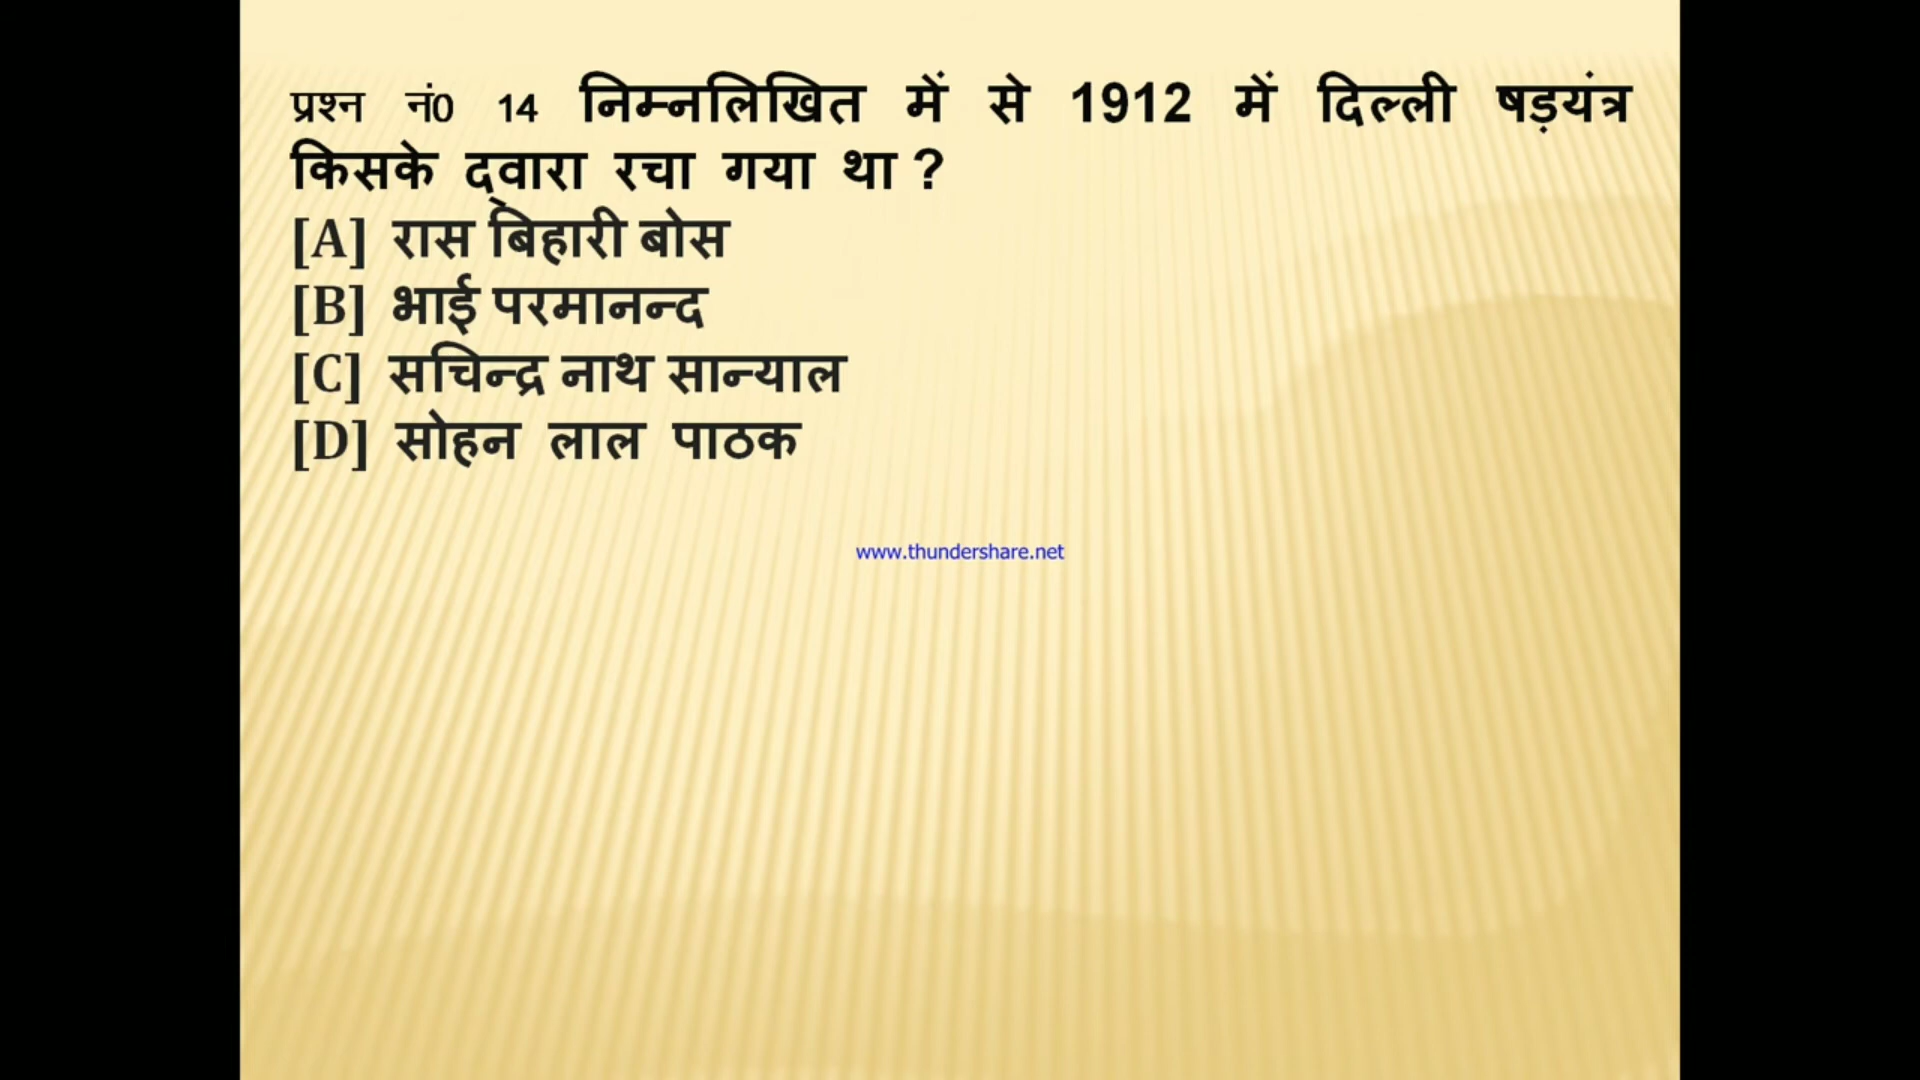 प्रश्न नं0 14 निम्नलिखित में से 1912 में दिल्ली षड़यंत्र
किसके द्वारा रचा गया था ?
[A] रास बिहारी बोस
[B] भाई परमानन्द
[C] सचिन्द्र नाथ सान्याल
[D] सोहन लाल पाठक
www.thundershare.net